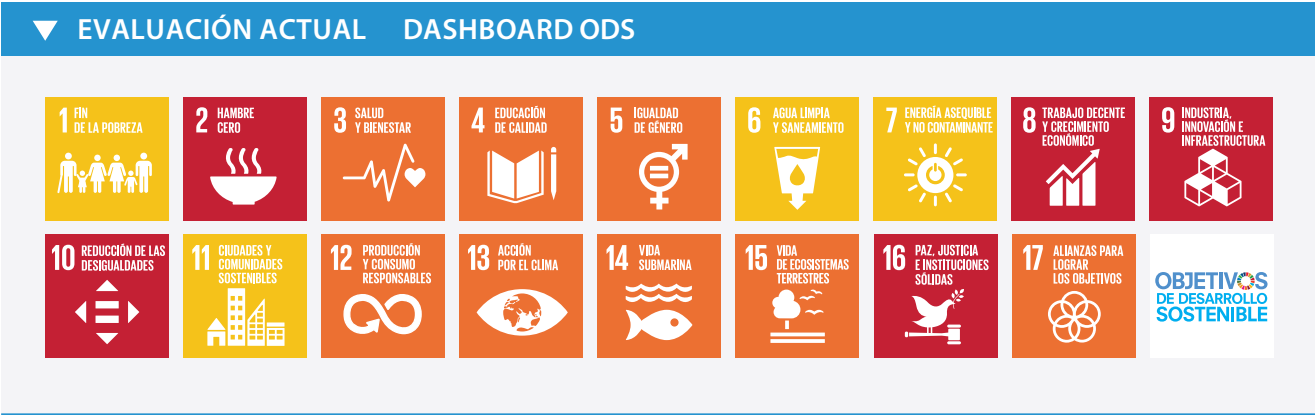 EVALUACIÓN ACTUAL DASHBOARD ODS
1 FIN
DE LA POBREZA
2 HAMBRE
CERO
3 SALUD
Y BIENESTAR
4 EDUCACIÓN
DE CALIDAD
5 IGUALDAD
DE GÉNERO
6 AGUA LIMPIA
Y SANEAMIENTO
7 ENERGÍA ASEQUIBLE
Y NO CONTAMINANTE
8 TRABAJO DECENTE
Y CRECIMIENTO
ECONÓMICO
9 INDUSTRIA,
INNOVACIÓN E
INFRAESTRUCTURA
10 REDUCCIÓN DE LAS
DESIGUALDADES
11 CIUDADES Y
COMUNIDADES
SOSTENIBLES
12 PRODUCCIÓN
Y CONSUMO
RESPONSABLES
13 ACCIÓN
POR EL CLIMA
14 VIDA
SUBMARINA
15 VIDA
DE ECOSISTEMAS
TERRESTRES
16 PAZ, JUSTICIA
E INSTITUCIONES
SÓLIDAS
17 ALIANZAS PARA
LOGRAR
LOS OBJETIVOS
OBJETIVOS
DE DESARROLLO
SOSTENIBLE